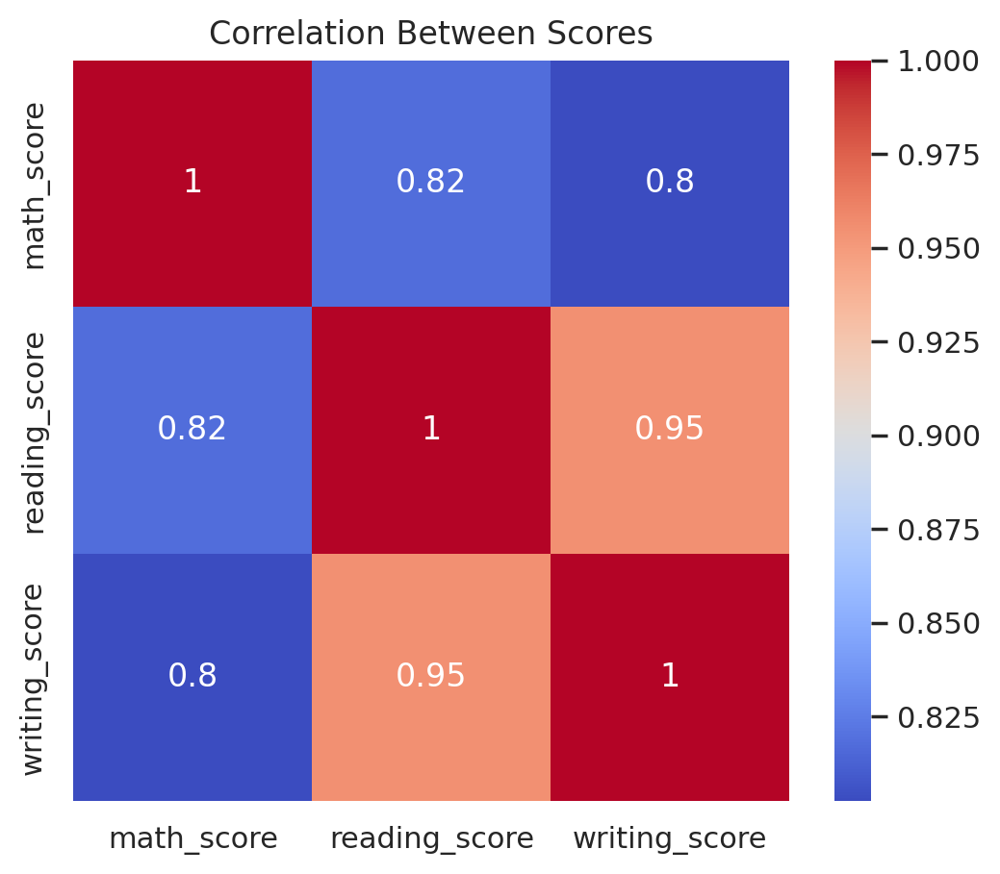 Correlation Between Scores
math_score
1
0.82
0.8
reading_score
0.82
1
0.95
writing_score
0.8
0.95
1
math_score
reading_score
writing_score
1.000
0.975
0.950
0.925
0.900
0.875
0.850
0.825